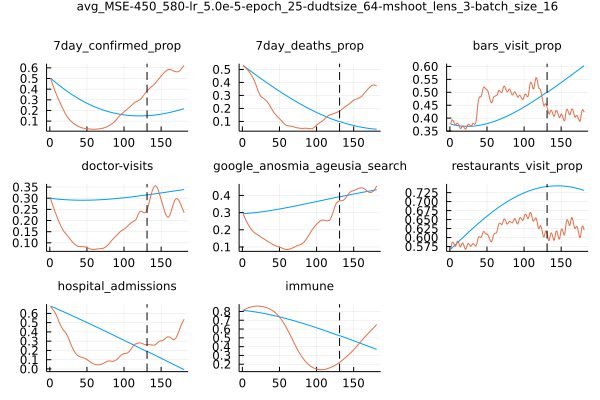 avg_MSE-450_580-lr_5.0e-5-epoch_25-dudtsize_64-mshoot_lens_3-batch_size_16
7day_confirmed_prop 7day_deaths_prop bars_visit_prop
0.6 0.5 0.4 0.3 0.2 0.1
0 50 100 150
0.5 0.4 0.3 0.2 0.1
0 50 100 150
0.60 0.55 0.50 0.45 0.40 0.35
0 50 100 150
doctor-visits google_anosmia_ageusia_search restaurants_visit_prop
0.35 0.30 0.25 0.20 0.15 0.10
0 50 100 150
0.4 0.3 0.2 0.1
0 50 100 150
0.725 0.700 0.675 0.650 0.625 0.600 0.575
0 50 100 150
hospital_admissions immune
0.6 0.5 0.4 0.3 0.2 0.1 0.0
0 50 100 150
0.8 0.7 0.6 0.5 0.4 0.3 0.2
0 50 100 150